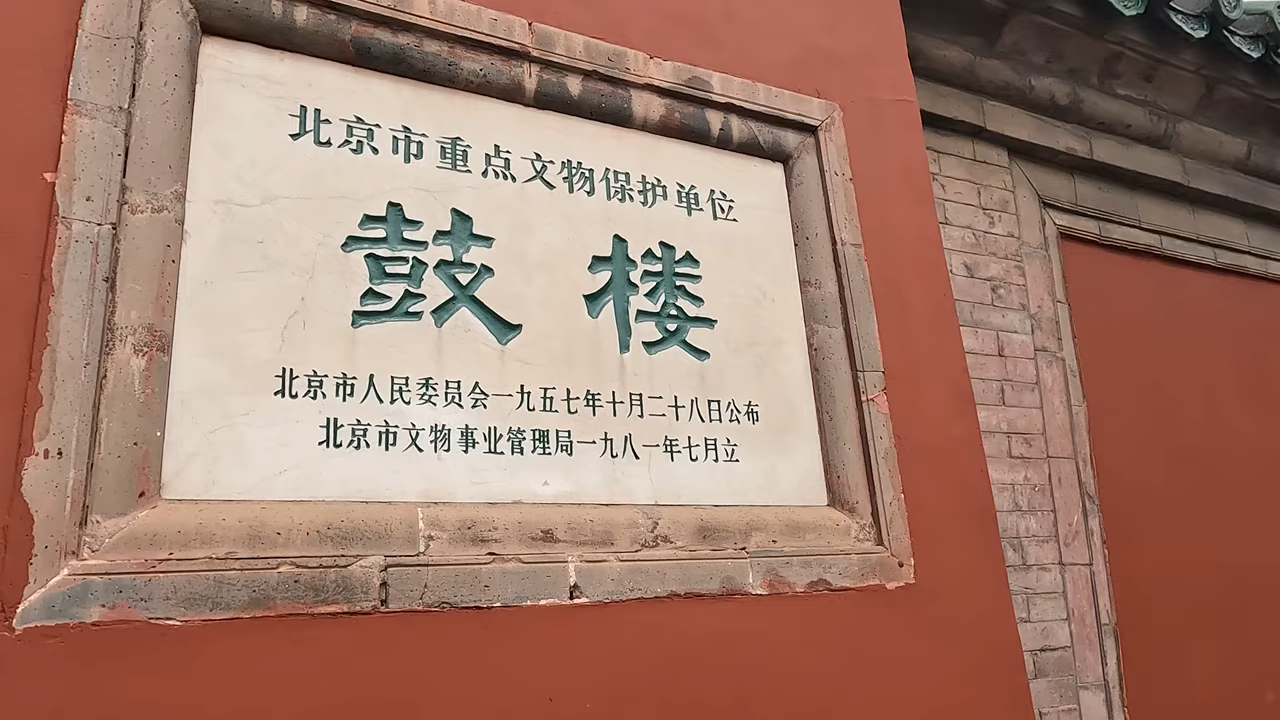 北京市重点文物保护单位
鼓楼
北京市人民委员会一九五七年十月二十八日公布
北京市文物事业管理局一九八一年七月立